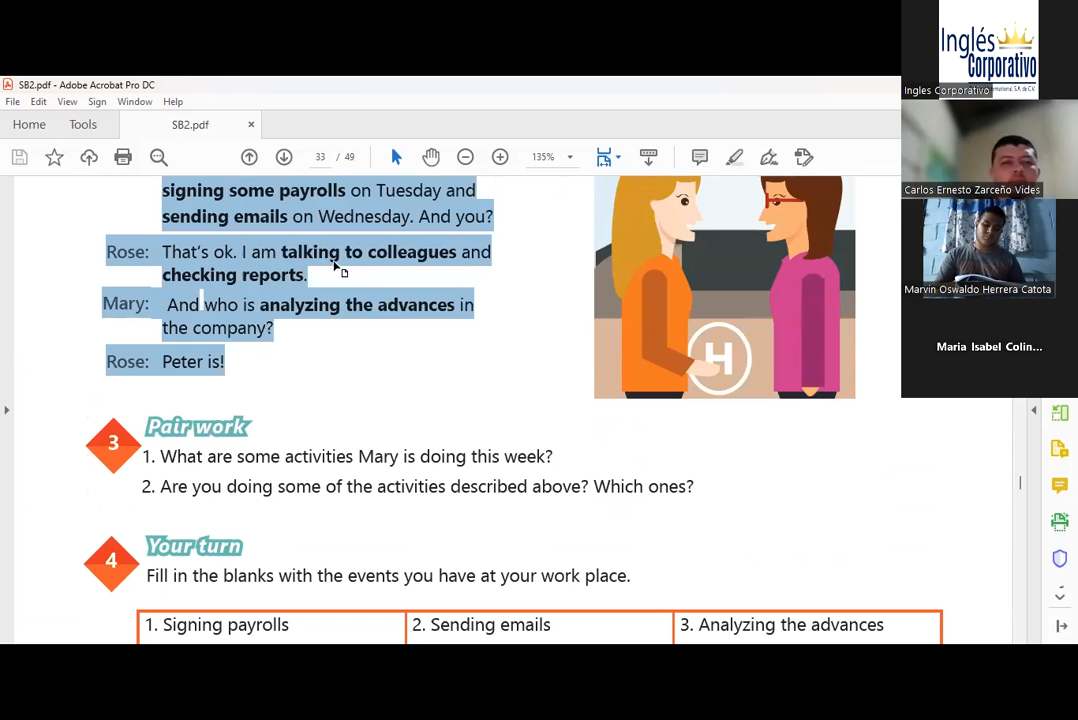 SB2.pdf - Adobe Acrobat Pro DC
File Edit View Sign Window Help
Home Tools SB2.pdf ×
33 / 49 135%
signing some payrolls on Tuesday and
sending emails on Wednesday. And you?
Rose: That's ok. I am talking to colleagues and
checking reports.
Mary: And who is analyzing the advances in
the company?
Rose: Peter is!
H
3 Pair work
1. What are some activities Mary is doing this week?
2. Are you doing some of the activities described above? Which ones?
4 Your turn
Fill in the blanks with the events you have at your work place.
1. Signing payrolls 2. Sending emails 3. Analyzing the advances
Inglés
Corporativo
International, S.A. de C.V.
Ingles Corporativo
Carlos Ernesto Zarceño Vides
Marvin Oswaldo Herrera Catota
Maria Isabel Colin...